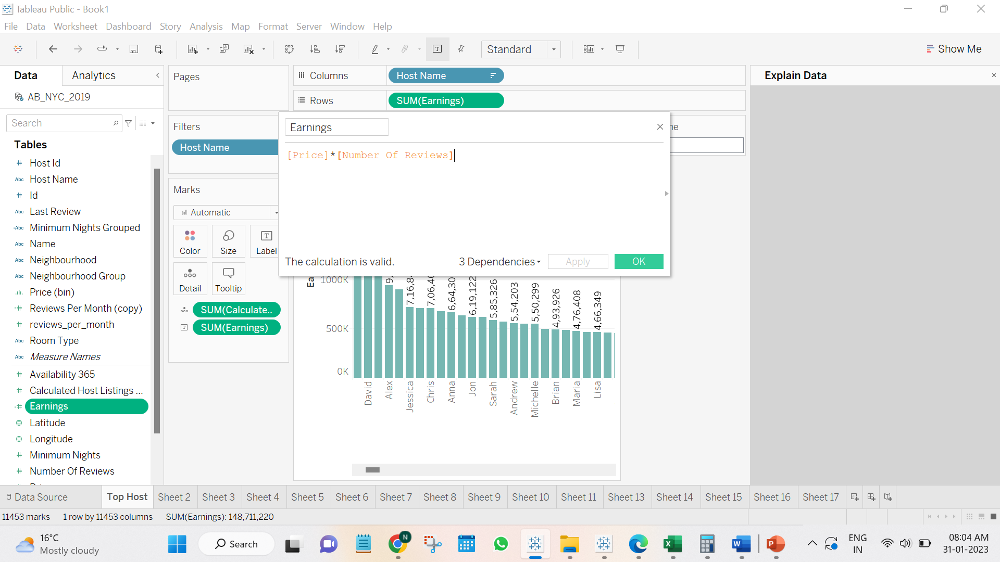 Tableau Public - Book1
File Data Worksheet Dashboard Story Analysis Map Format Server Window Help
Standard
Show Me
Data
Analytics
AB_NYC_2019
Search
Tables
Host Id
Abc Host Name
Id
Abc Last Review
=Abc Minimum Nights Grouped
Abc Name
Abc Neighbourhood
Abc Neighbourhood Group
Price (bin)
Reviews Per Month (copy)
reviews_per_month
Abc Room Type
Abc Measure Names
Availability 365
Calculated Host Listings ...
Earnings
Latitude
Longitude
Minimum Nights
Number Of Reviews
Pages
Filters
Host Name
Marks
Automatic
Color
Size
Label
Detail
Tooltip
SUM(Calculate..
SUM(Earnings)
Columns
Host Name
Rows
SUM(Earnings)
Earnings
[Price]*[Number Of Reviews]
The calculation is valid.
3 Dependencies
Apply
OK
Ea
1000K
500K
0K
9,
7,16,8
7,06,40
6,64,30
6,19,122
5,85,326
5,54,203
5,50,299
4,93,926
4,76,408
4,66,349
David
Alex
Jessica
Chris
Anna
Jon
Sarah
Andrew
Michelle
Brian
Maria
Lisa
Explain Data
Data Source
Top Host
Sheet 2
Sheet 3
Sheet 4
Sheet 5
Sheet 6
Sheet 7
Sheet 8
Sheet 9
Sheet 10
Sheet 11
Sheet 13
Sheet 14
Sheet 15
Sheet 16
Sheet 17
11453 marks
1 row by 11453 columns
SUM(Earnings): 148,711,220
16°C
Mostly cloudy
Search
N
ENG
IN
08:04 AM
31-01-2023